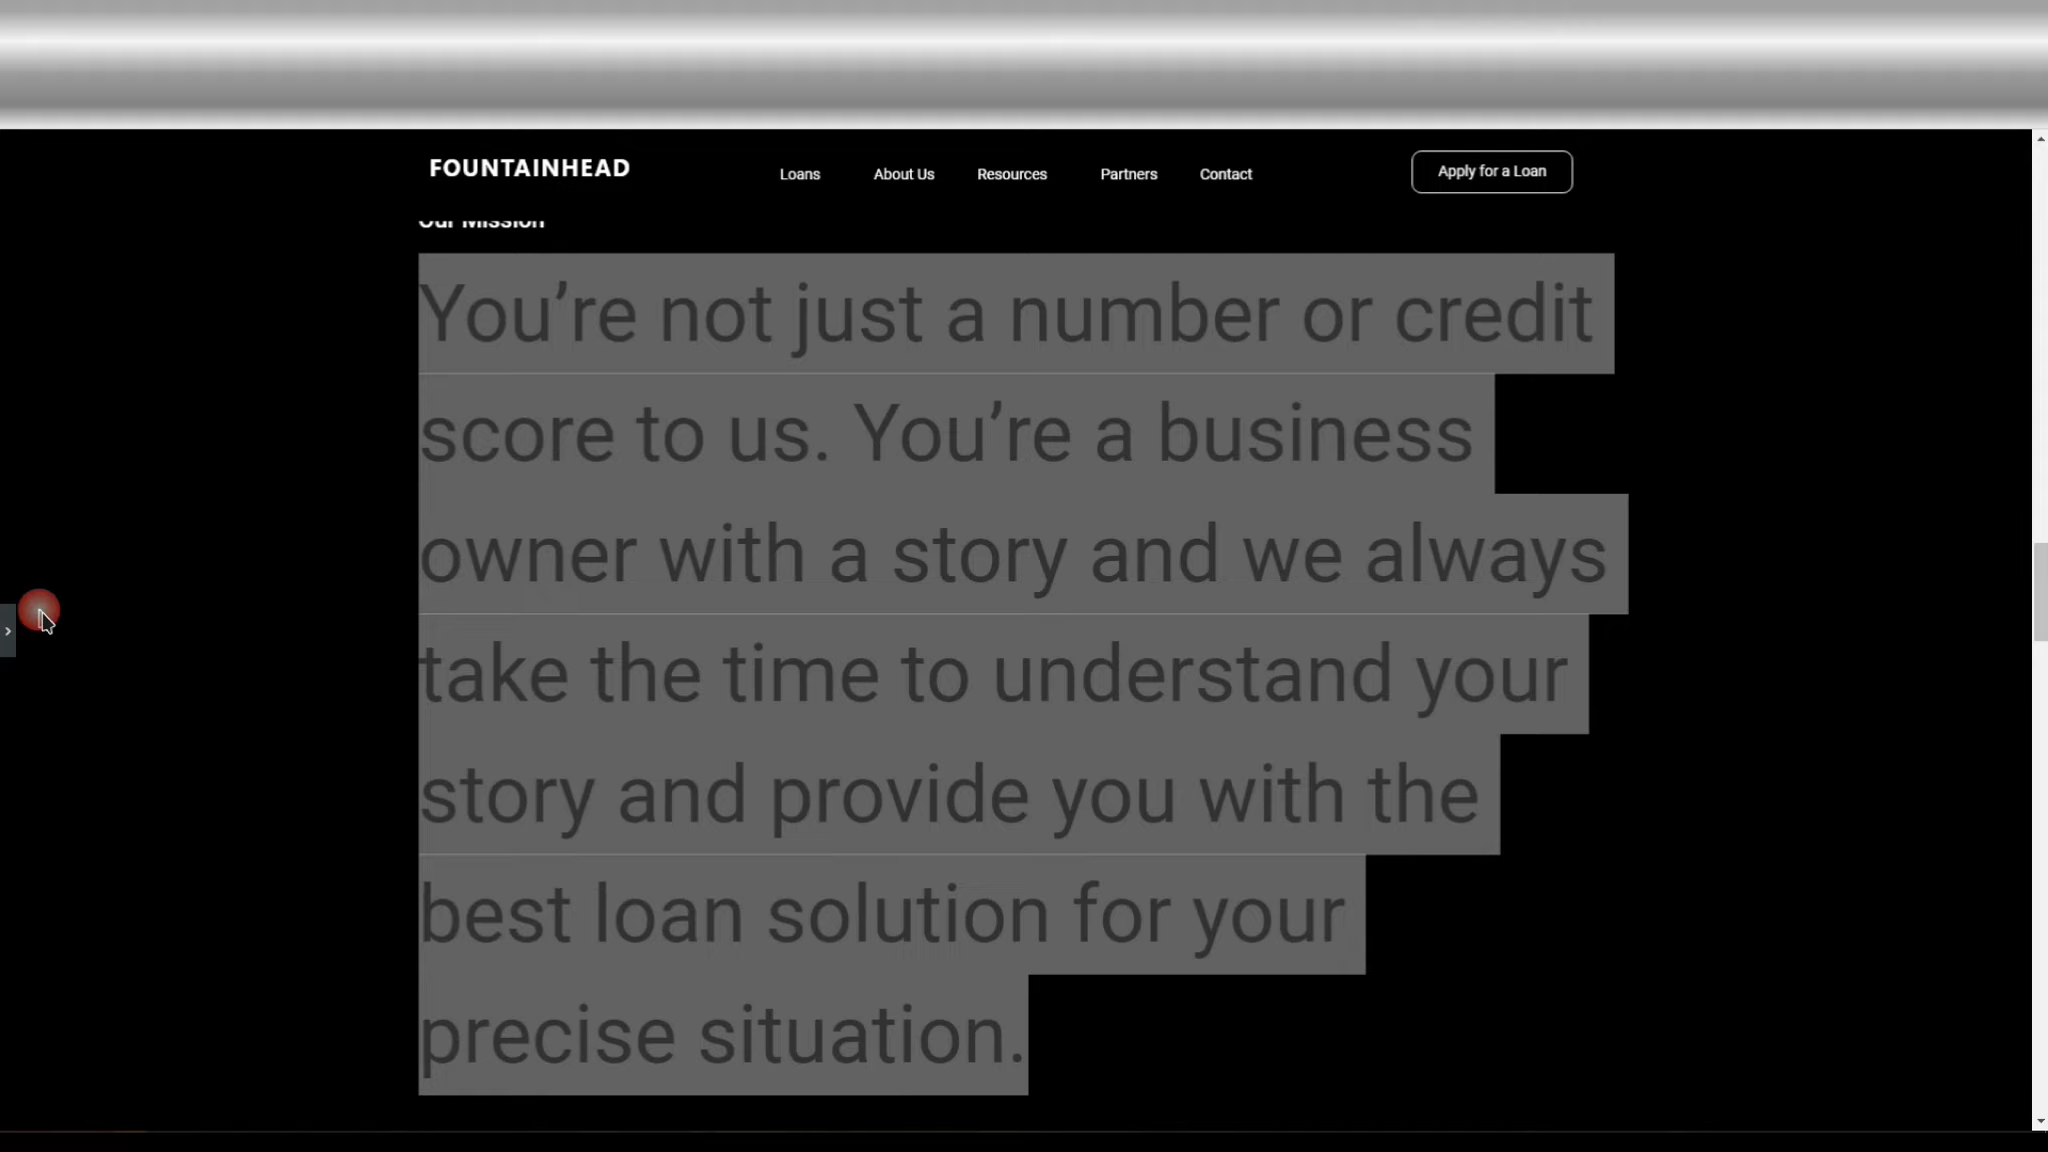 FOUNTAINHEAD
Loans About Us Resources Partners Contact
Apply for a Loan
Our Mission
You’re not just a number or credit
score to us. You’re a business
owner with a story and we always
take the time to understand your
story and provide you with the
best loan solution for your
precise situation.